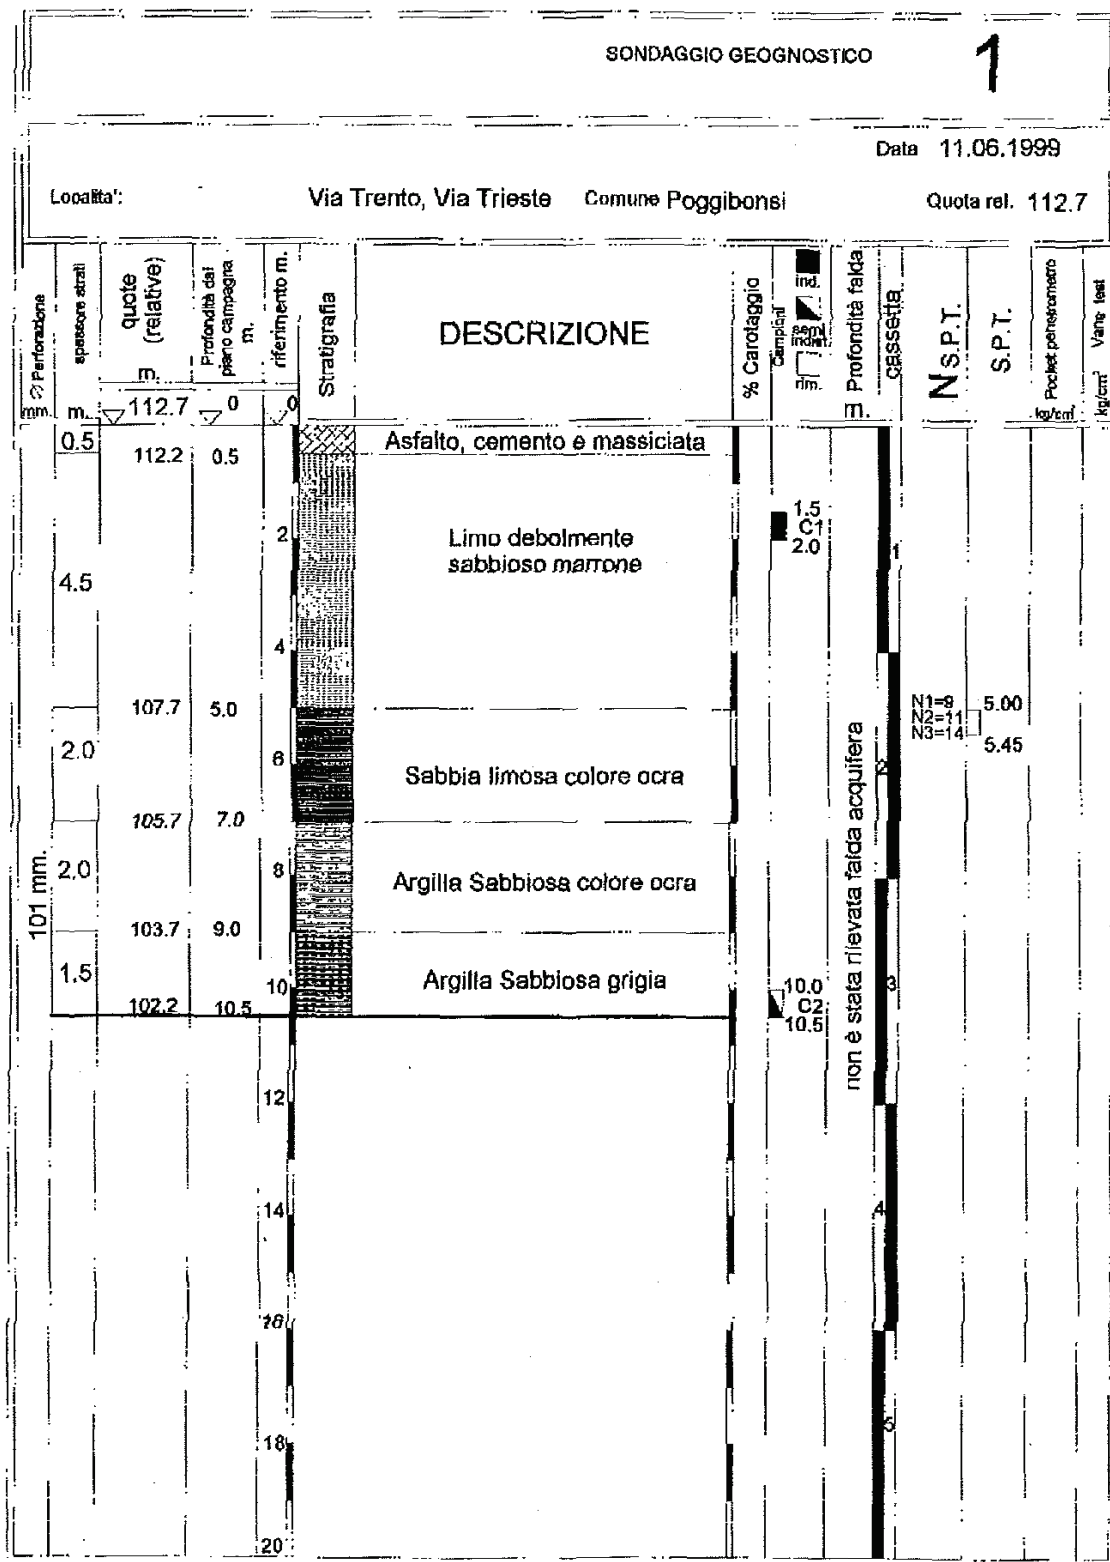 SONDAGGIO GEOGNOSTICO 1
Data 11.06.1999
Localita': Via Trento, Via Trieste Comune Poggibonsi Quota rel. 112.7
∅ Perforazione mm.
spessore strati m.
quote (relative) m.
Profondità dal piano campagna m.
riferimento m.
Stratigrafia
DESCRIZIONE
% Carotaggio
Campioni
ind.
semi indist.
rim.
m. Profondità falda
cassetta
N S.P.T.
S.P.T.
Pocket penetrometro kg/cm²
Vane test kg/cm²
112.7 0 0
0.5 Asfalto, cemento e massiciata
112.2 0.5
1.5
2 Limo debolmente C1
sabbioso marrone 2.0 1
4.5
4
107.7 5.0 N1=9 5.00
N2=11
N3=14 5.45
2.0 6 Sabbia limosa colore ocra 2
105.7 7.0
2.0 8 Argilla Sabbiosa colore ocra
101 mm.
103.7 9.0
1.5 10 Argilla Sabbiosa grigia 10.0 3
102.2 10.5 C2
10.5
non è stata rilevata falda acquifera
12
14 4
16
18 5
20